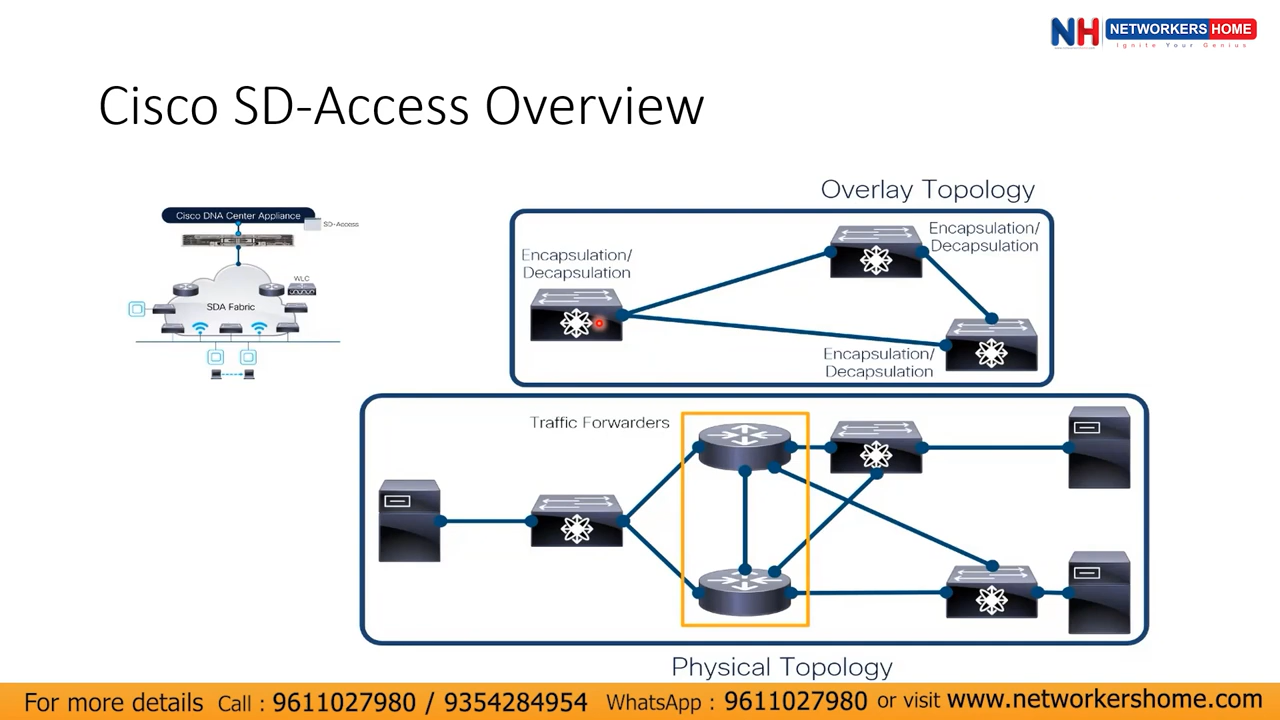 NH
NETWORKERS HOME
Ignite Your Genius
Cisco SD-Access Overview
Cisco DNA Center Appliance
SD-Access
WLC
SDA Fabric
Overlay Topology
Encapsulation/
Decapsulation
Encapsulation/
Decapsulation
Encapsulation/
Decapsulation
Traffic Forwarders
Physical Topology
For more details Call : 9611027980 / 9354284954 WhatsApp : 9611027980 or visit www.networkershome.com